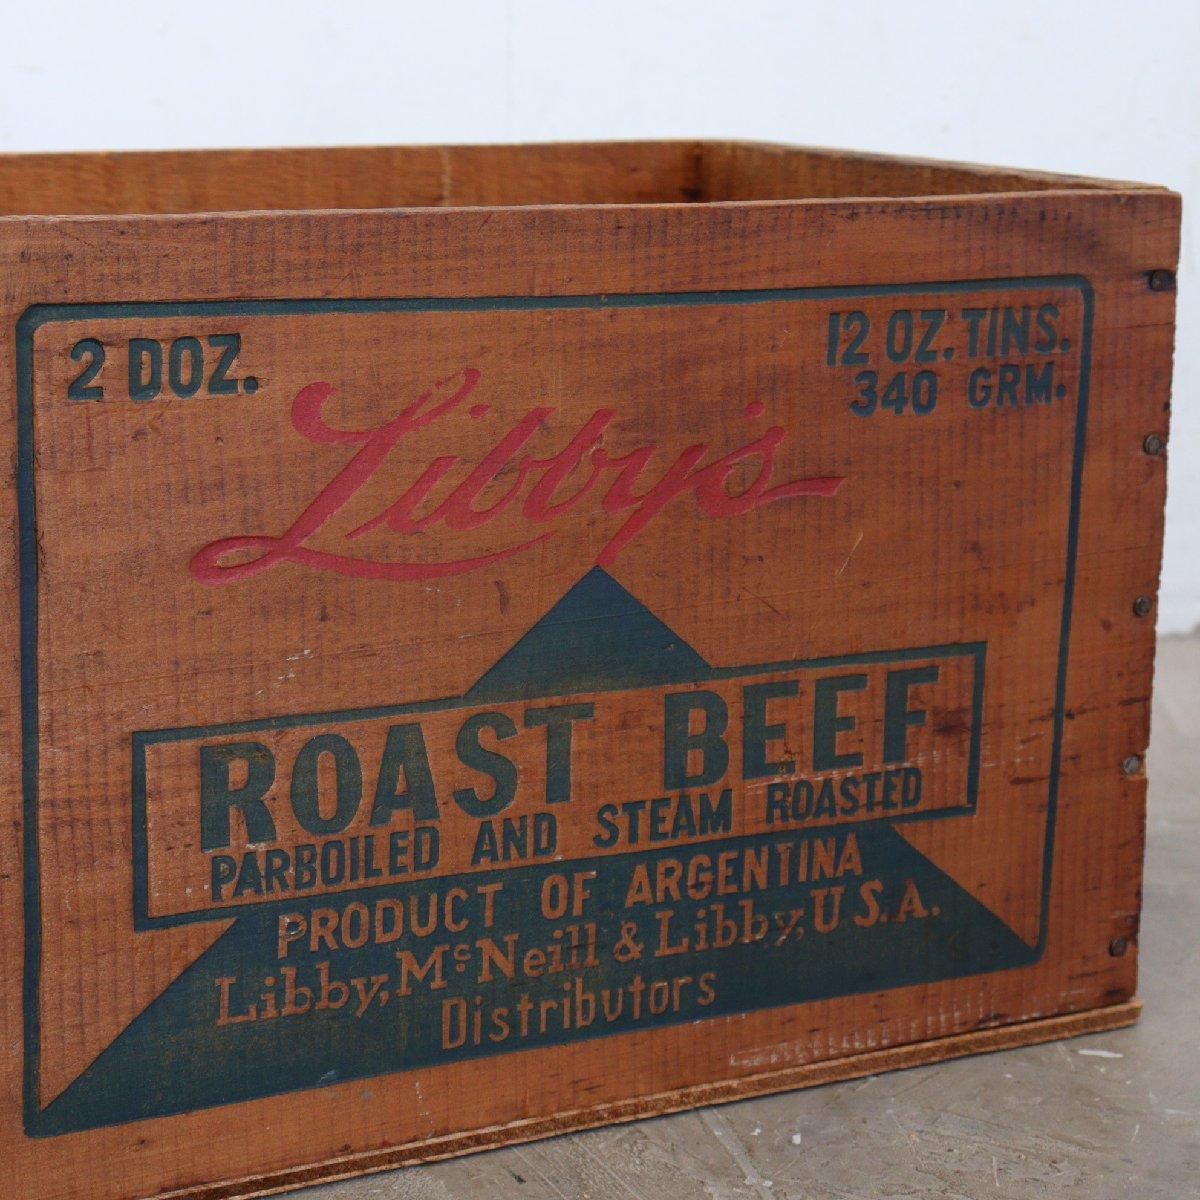 2 DOZ.
12 OZ. TINS.
340 GRM.
Libby's
ROAST BEEF
PARBOILED AND STEAM ROASTED
PRODUCT OF ARGENTINA
Libby, McNeill & Libby, U.S.A.
Distributors